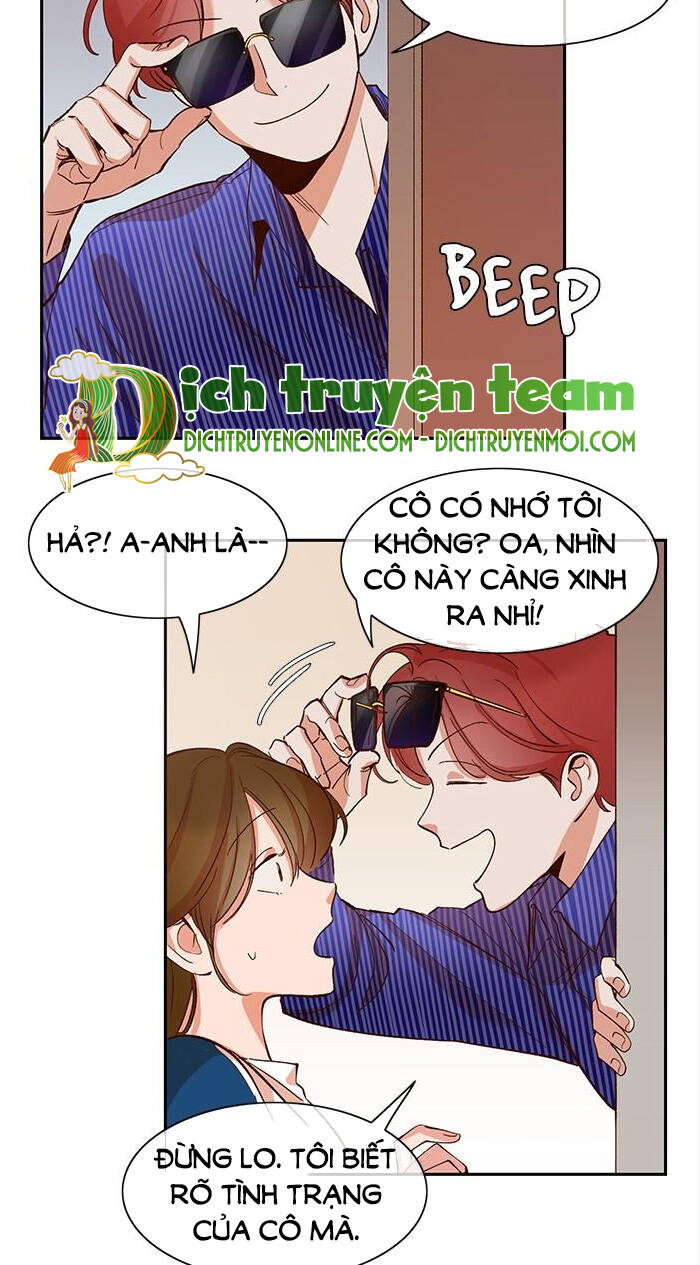 BEEP
Dịch truyện team
DICHTRUYENONLINE.COM - DICHTRUYENMOI.COM
HẢ?! A-ANH LÀ--
CÔ CÓ NHỚ TÔI
KHÔNG? OA, NHÌN
CÔ NÀY CÀNG XINH
RA NHỈ!
ĐỪNG LO. TÔI BIẾT
RÕ TÌNH TRẠNG
CỦA CÔ MÀ.